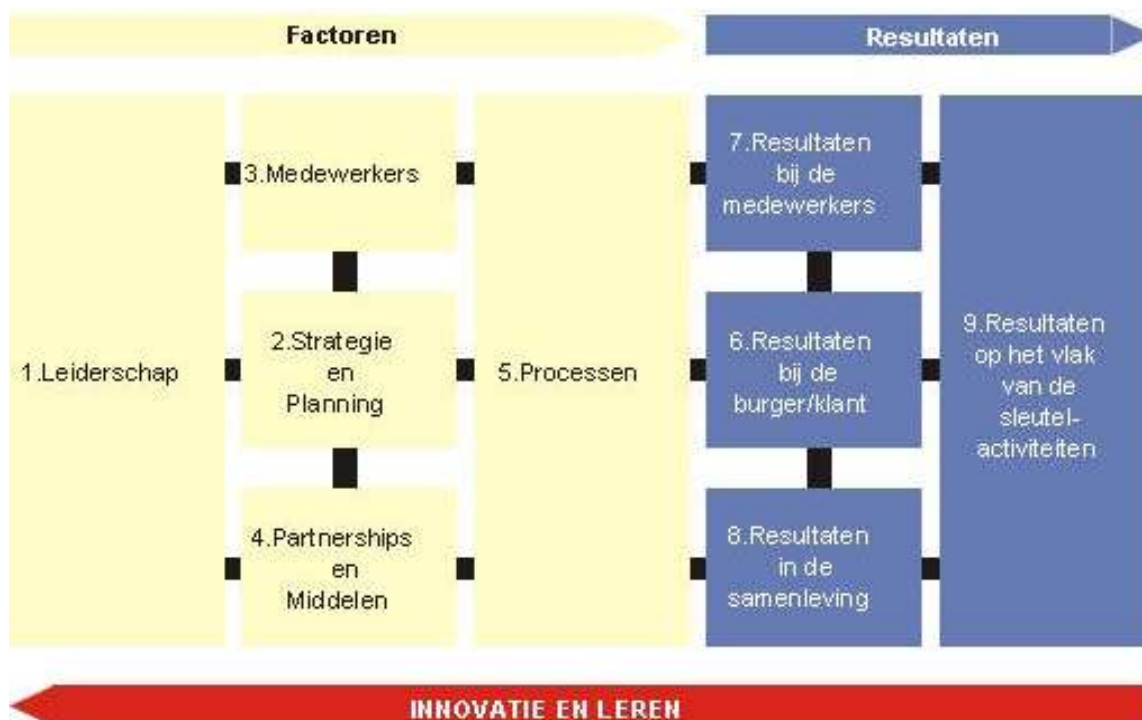 Factoren
Resultaten
1.Leiderschap
3.Medewerkers
2.Strategie
en
Planning
4.Partnerships
en
Middelen
5.Processen
7.Resultaten
bij de
medewerkers
6.Resultaten
bij de
burger/klant
8.Resultaten
in de
samenleving
9.Resultaten
op het vlak
van de
sleutel-
activiteiten
INNOVATIE EN LEREN